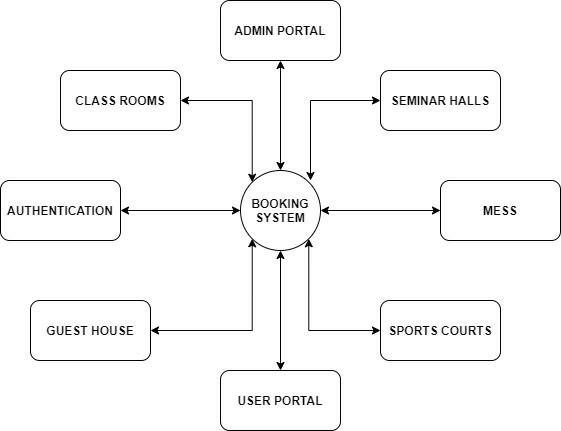 ADMIN PORTAL
CLASS ROOMS
SEMINAR HALLS
AUTHENTICATION
BOOKING
SYSTEM
MESS
GUEST HOUSE
SPORTS COURTS
USER PORTAL